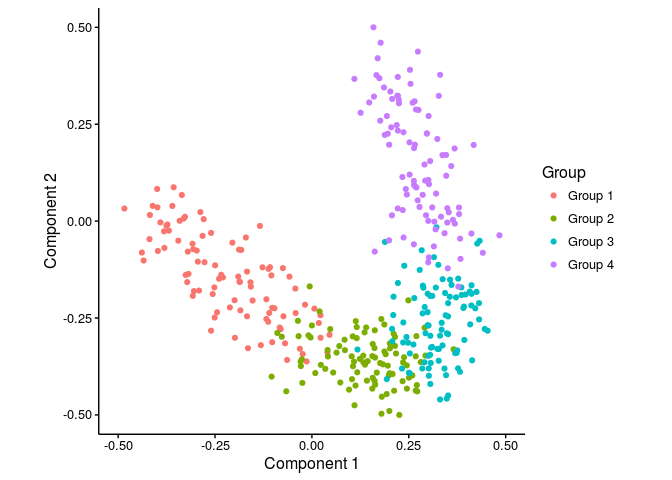 0.50
0.25
0.00
-0.25
-0.50
Component 2
-0.50 -0.25 0.00 0.25 0.50
Component 1
Group
Group 1
Group 2
Group 3
Group 4